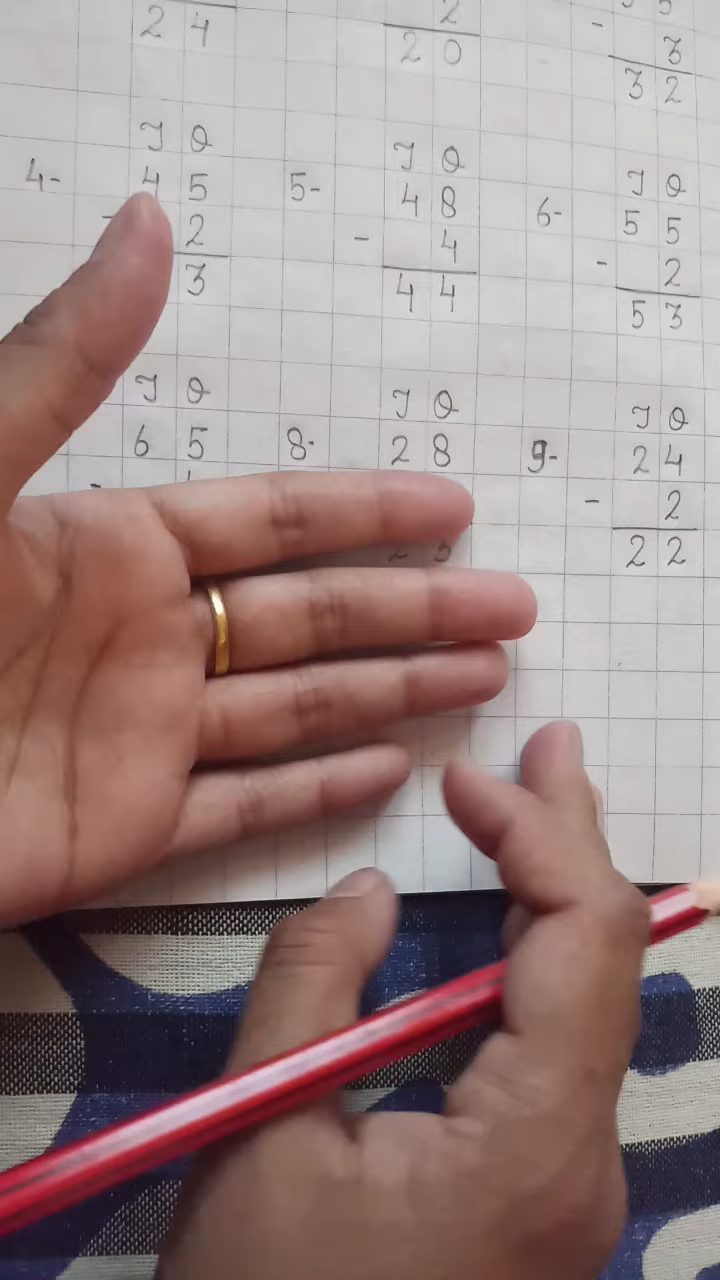 2 4
2
2 0
- 3
3 2
T O
4- 4 5
2
3
T O
5- 4 8
- 4
4 4
T O
6- 5 5
- 2
5 3
T O
6 5
-
T O
8- 2 8
T O
9- 2 4
- 2
2 2